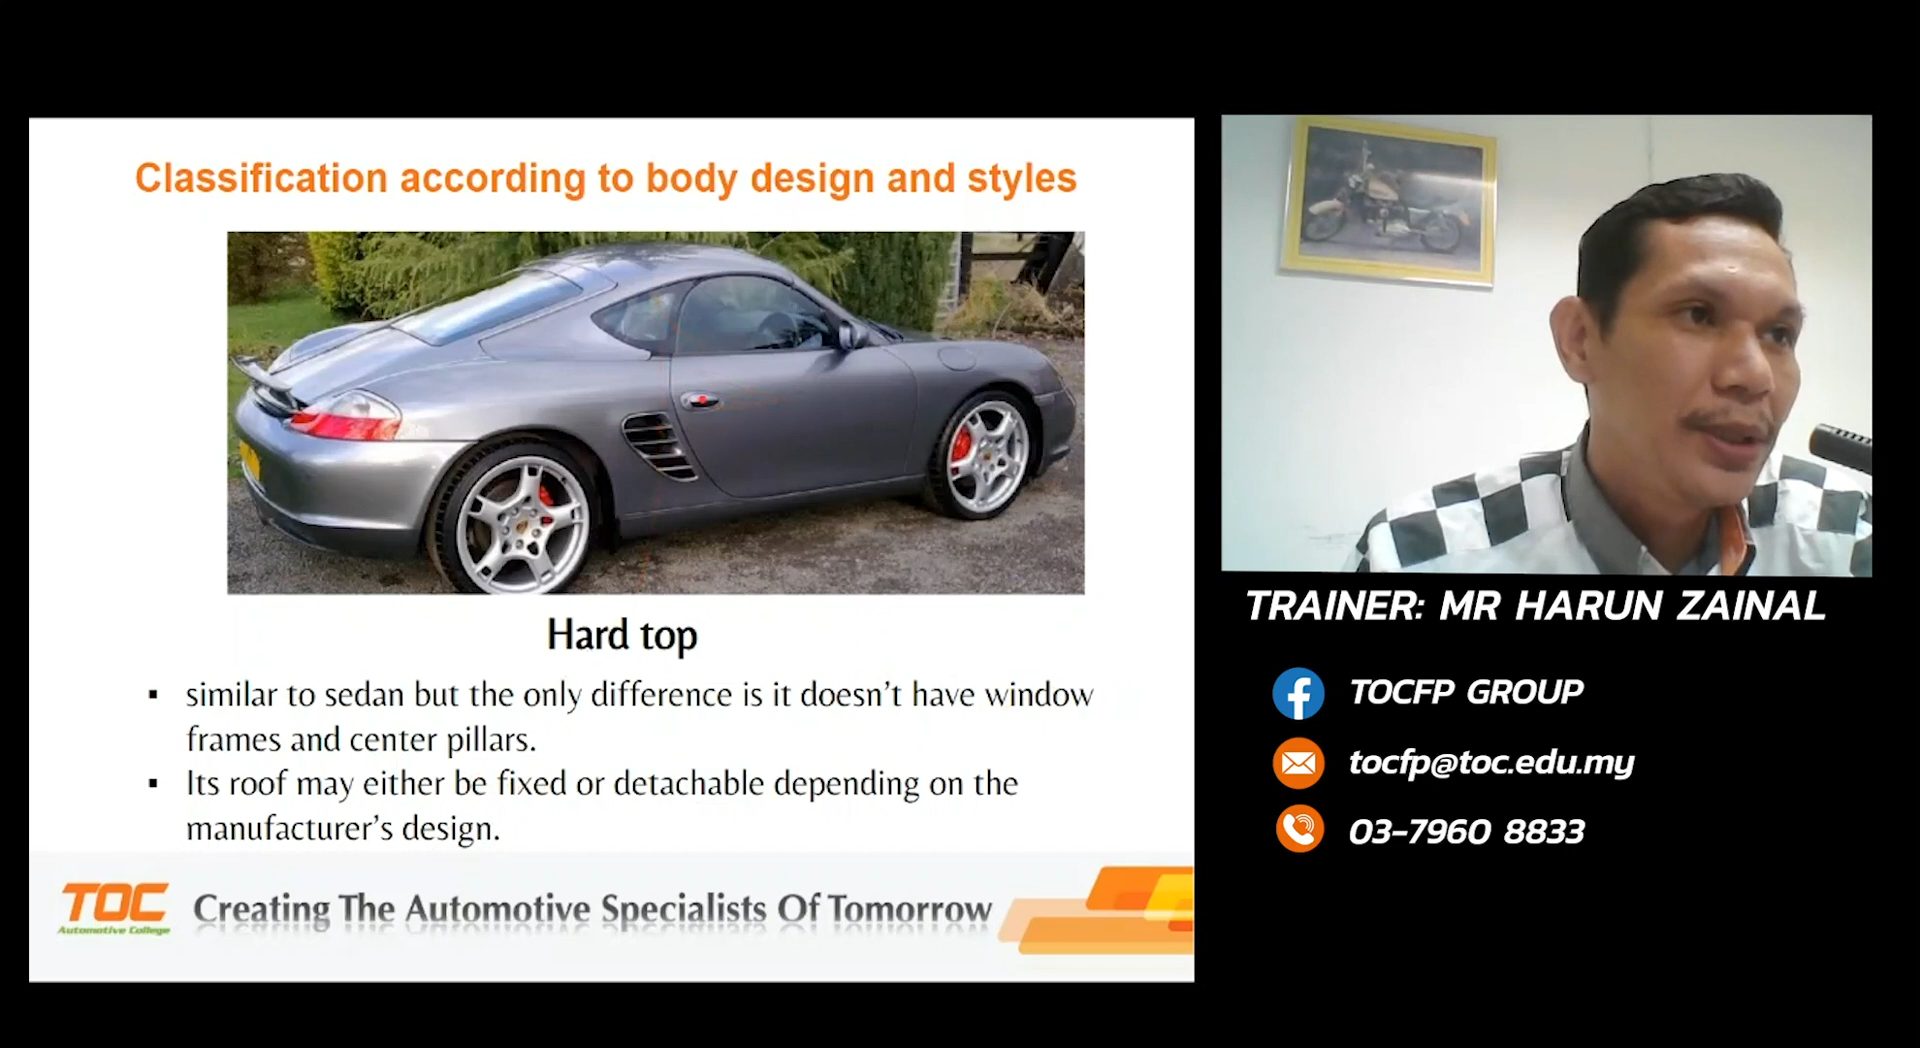 Classification according to body design and styles
Hard top
▪ similar to sedan but the only difference is it doesn't have window
frames and center pillars.
▪ Its roof may either be fixed or detachable depending on the
manufacturer's design.
TOC
Automotive College
Creating The Automotive Specialists Of Tomorrow
TRAINER: MR HARUN ZAINAL
TOCFP GROUP
tocfp@toc.edu.my
03-7960 8833